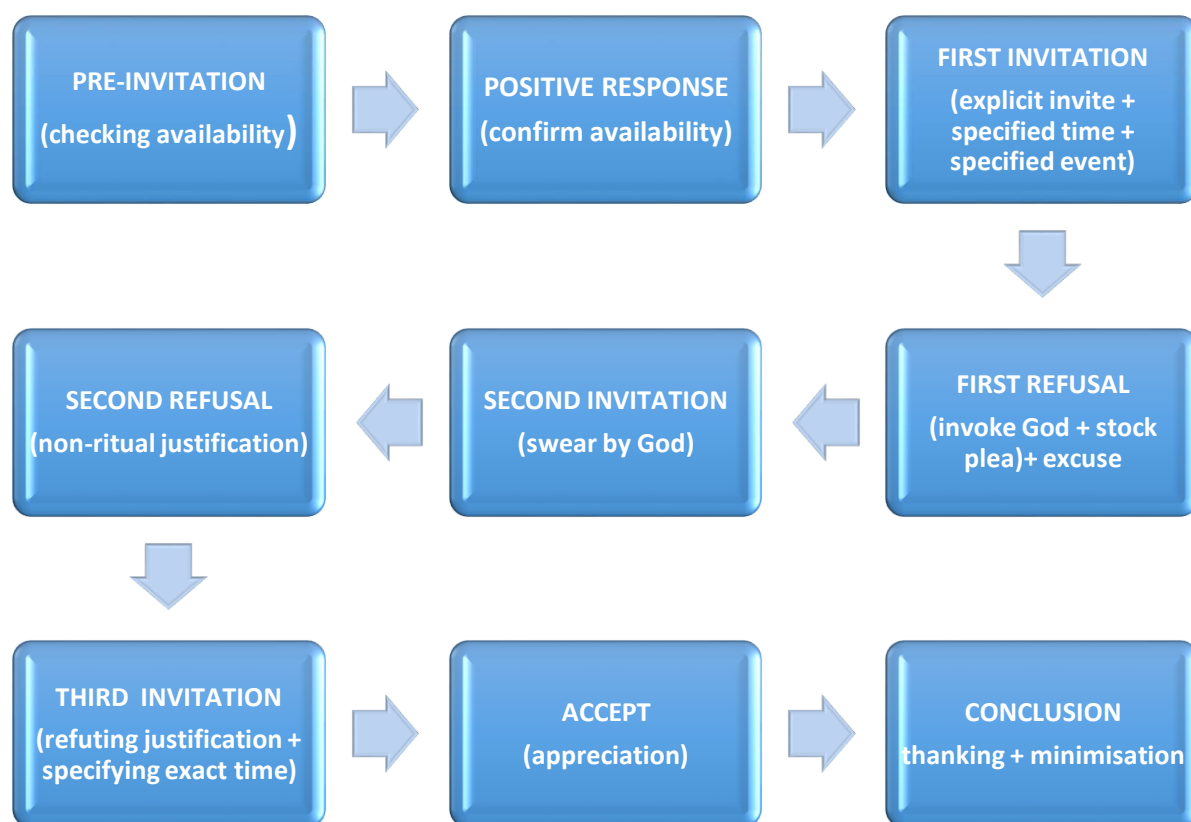 PRE-INVITATION
(checking availability)
POSITIVE RESPONSE
(confirm availability)
FIRST INVITATION
(explicit invite +
specified time +
specified event)
FIRST REFUSAL
(invoke God + stock
plea)+ excuse
SECOND INVITATION
(swear by God)
SECOND REFUSAL
(non-ritual justification)
THIRD INVITATION
(refuting justification +
specifying exact time)
ACCEPT
(appreciation)
CONCLUSION
thanking + minimisation